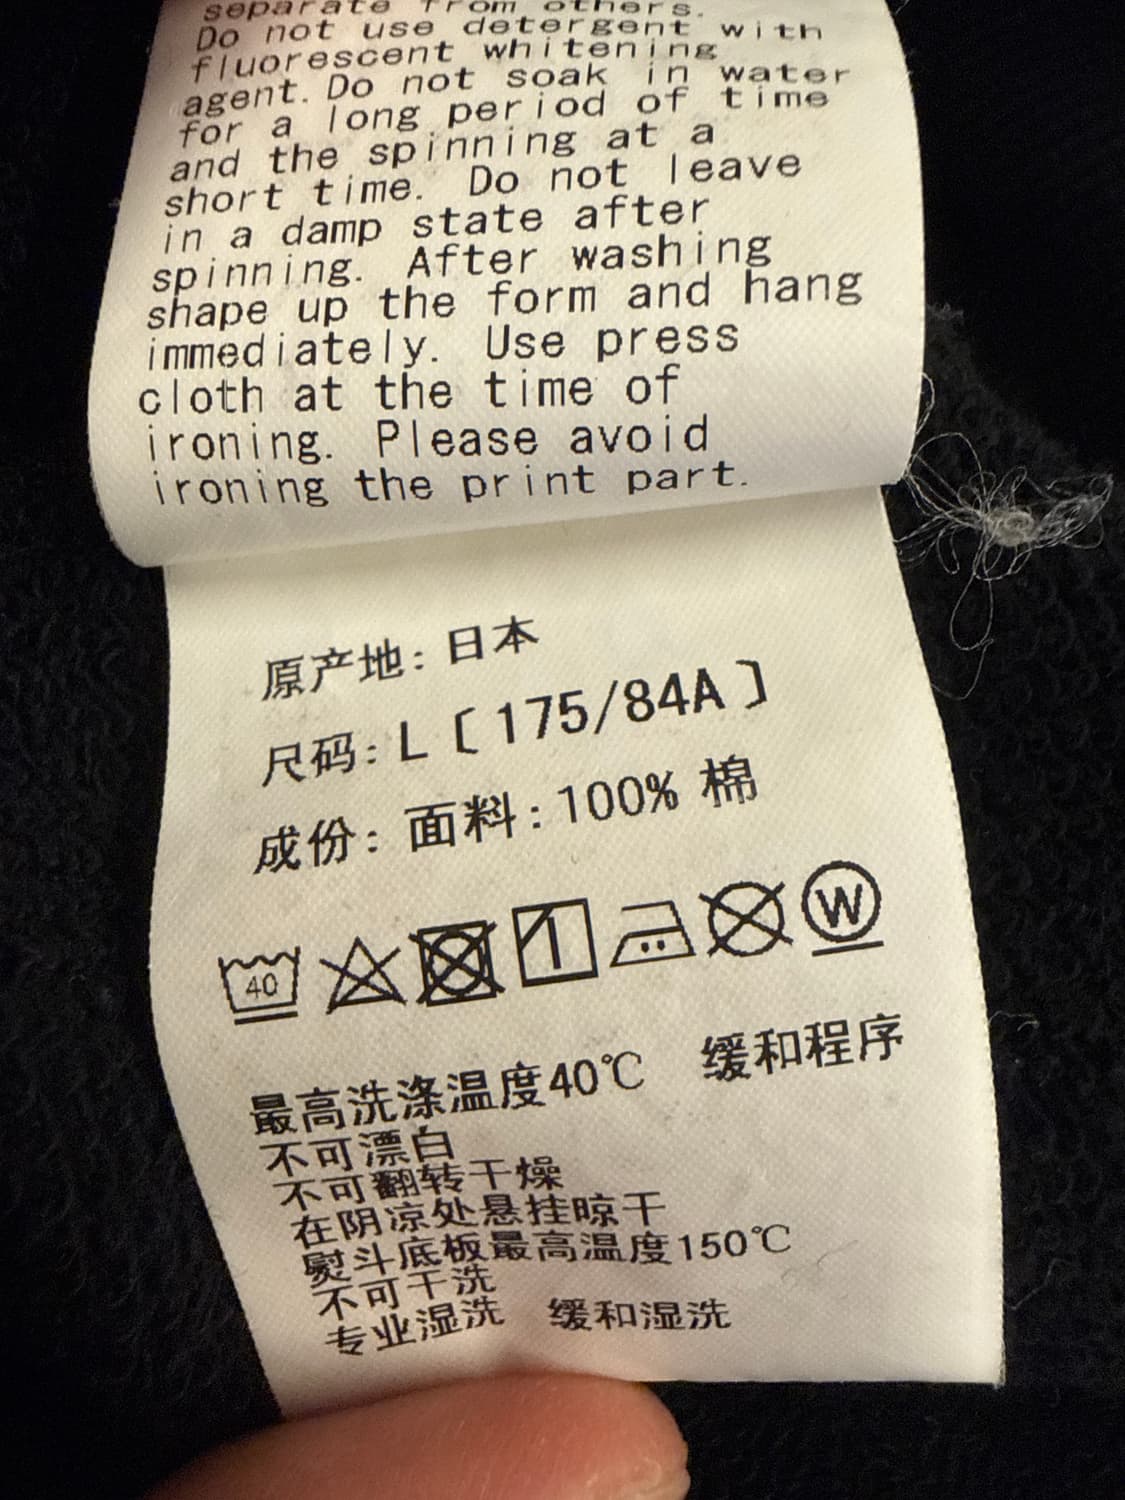 separate from others.
Do not use detergent with
fluorescent whitening
agent. Do not soak in water
for a long period of time
and the spinning at a
short time. Do not leave
in a damp state after
spinning. After washing
shape up the form and hang
immediately. Use press
cloth at the time of
ironing. Please avoid
ironing the print part.
原产地: 日本
尺码: L〔175/84A〕
成份: 面料: 100% 棉
40 W
最高洗涤温度40℃ 缓和程序
不可漂白
不可翻转干燥
在阴凉处悬挂晾干
熨斗底板最高温度150℃
不可干洗
专业湿洗 缓和湿洗